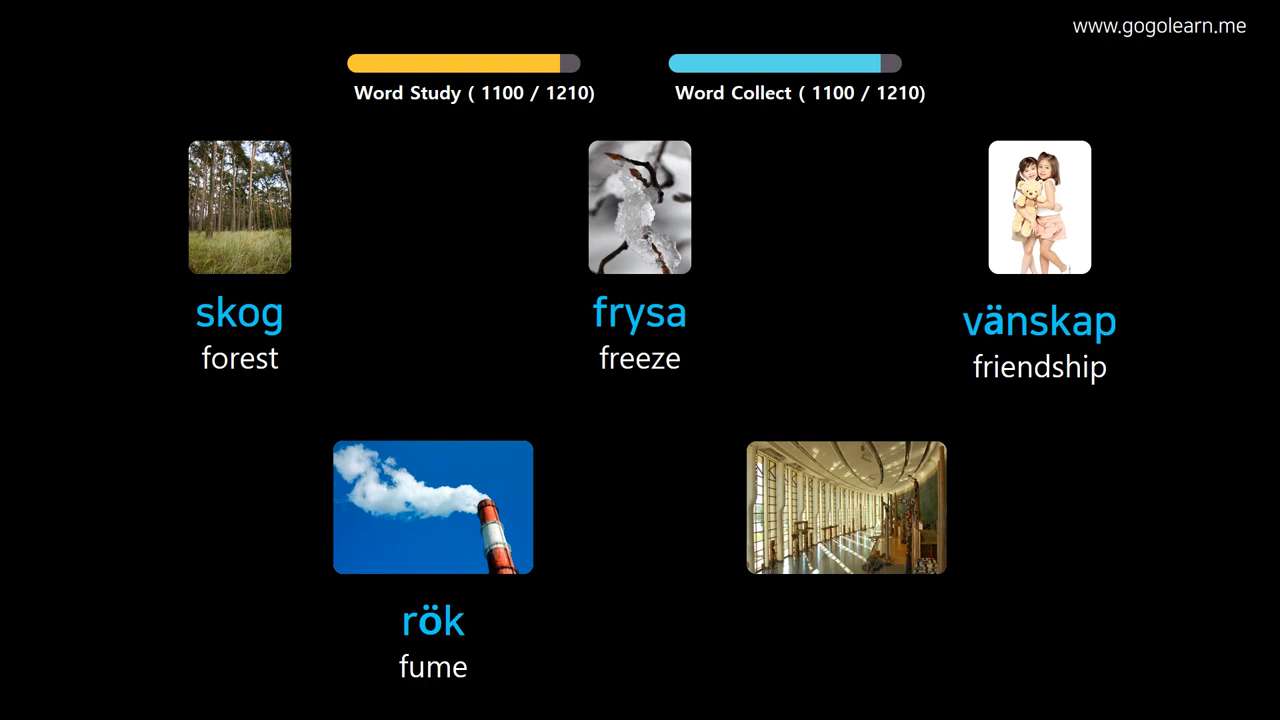 www.gogolearn.me
Word Study ( 1100 / 1210)
Word Collect ( 1100 / 1210)
skog
forest
frysa
freeze
vänskap
friendship
rök
fume